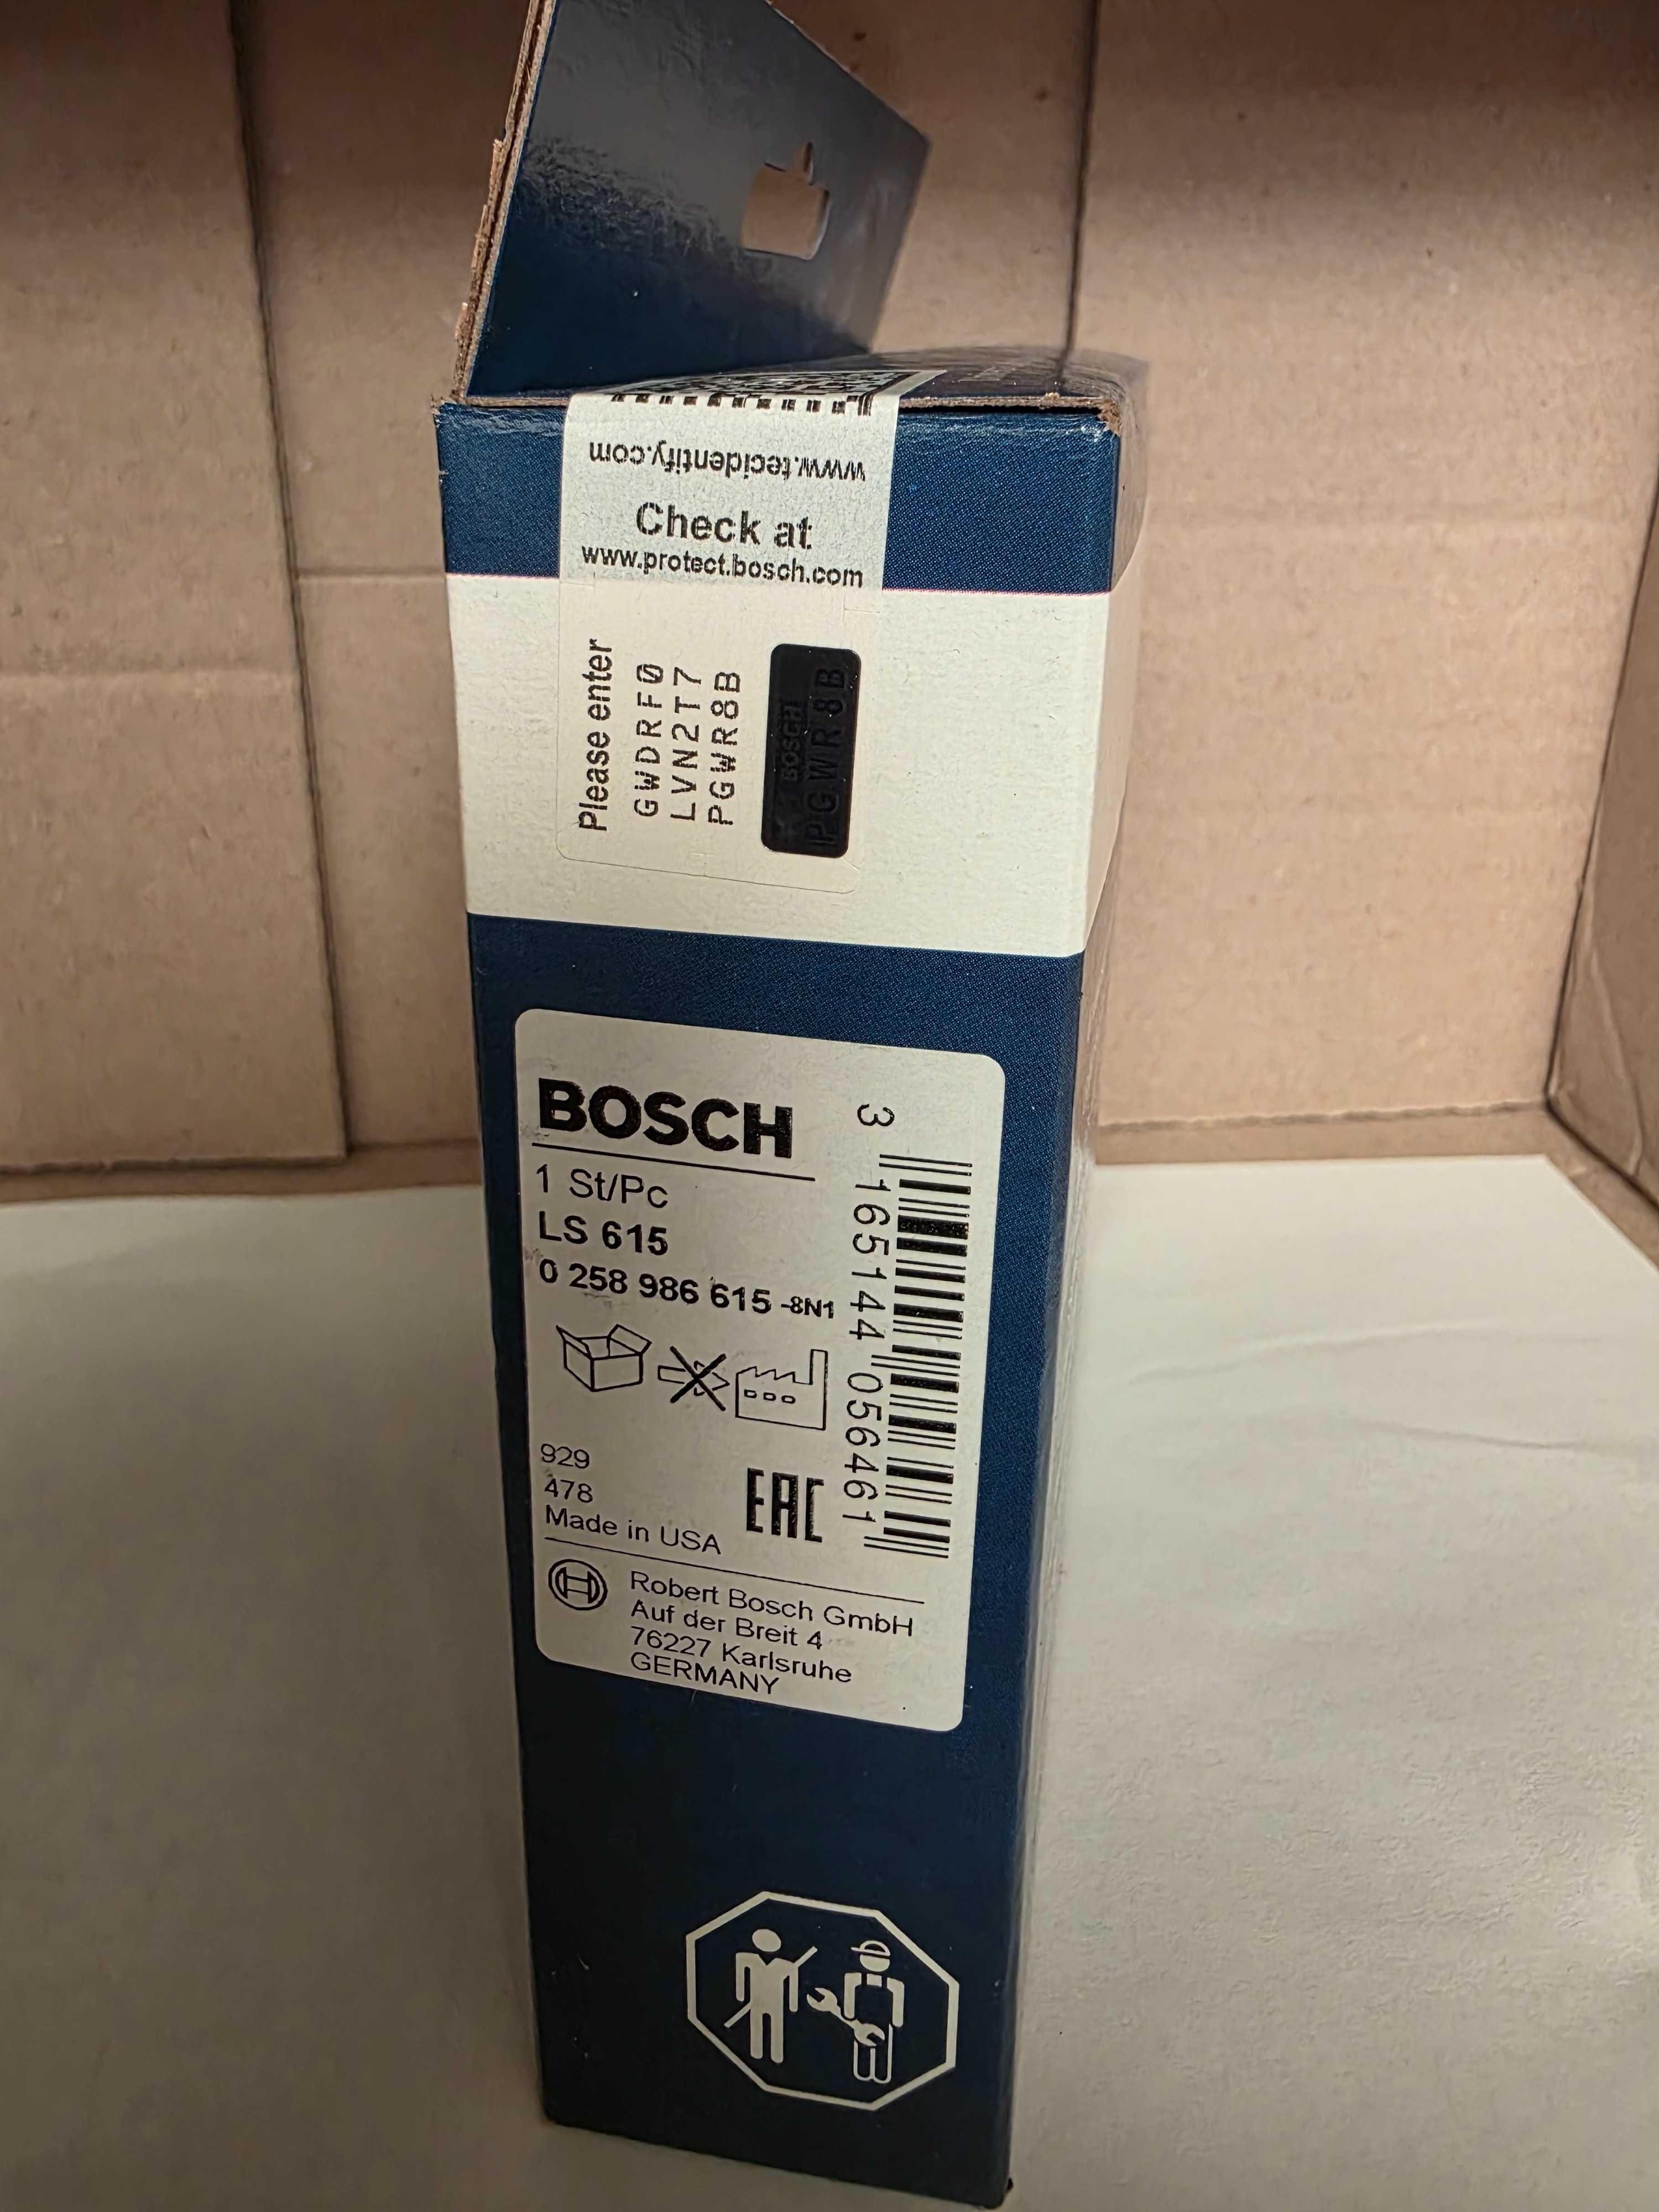 www.tecidentify.com
Check at
www.protect.bosch.com
Please enter
GWDRF0
LVN2T7
PGWR8B
BOSCH
PGWR8B
BOSCH
1 St/Pc
LS 615
0 258 986 615 -8N1
3 165144 056461
929
478
Made in USA
EAC
Robert Bosch GmbH
Auf der Breit 4
76227 Karlsruhe
GERMANY